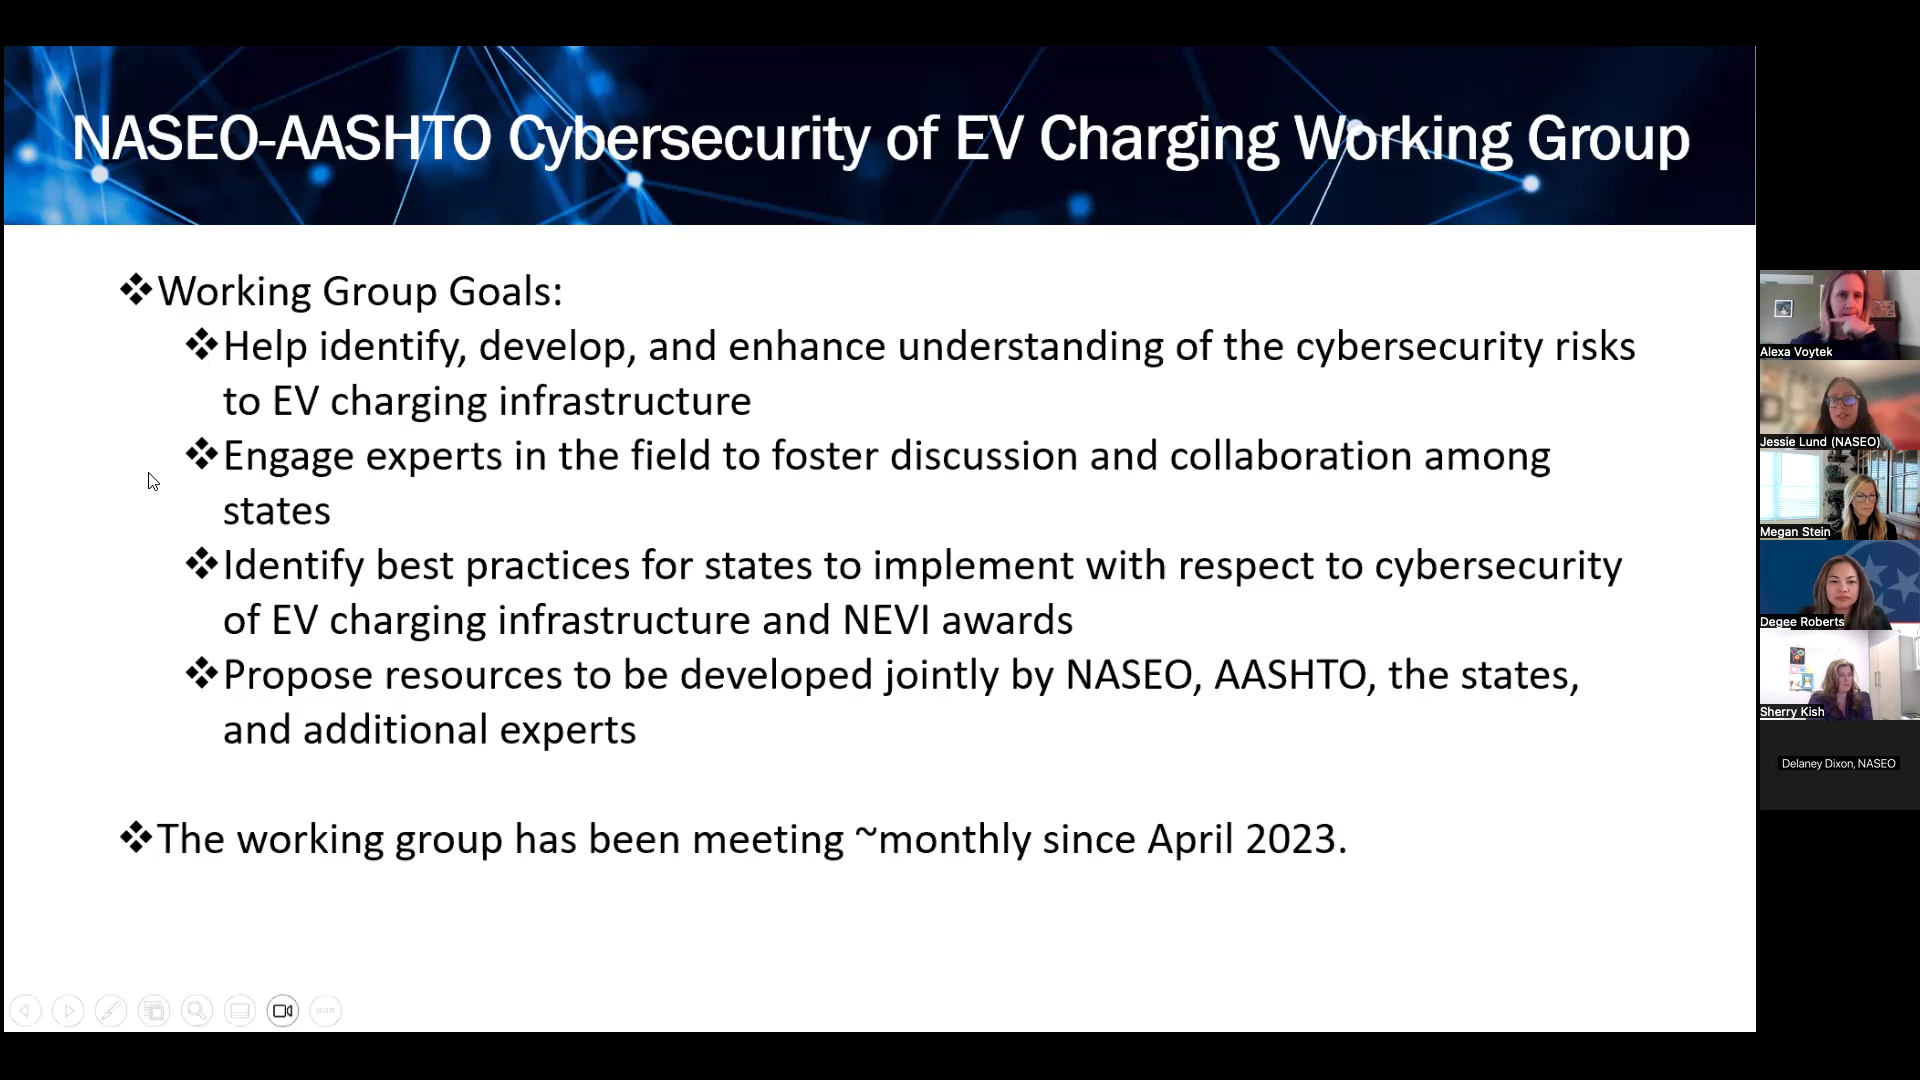 NASEO-AASHTO Cybersecurity of EV Charging Working Group
❖Working Group Goals:
❖Help identify, develop, and enhance understanding of the cybersecurity risks
to EV charging infrastructure
❖Engage experts in the field to foster discussion and collaboration among
states
❖Identify best practices for states to implement with respect to cybersecurity
of EV charging infrastructure and NEVI awards
❖Propose resources to be developed jointly by NASEO, AASHTO, the states,
and additional experts
❖The working group has been meeting ~monthly since April 2023.
Alexa Voytek
Jessie Lund (NASEO)
Megan Stein
Degee Roberts
Sherry Kish
Delaney Dixon, NASEO